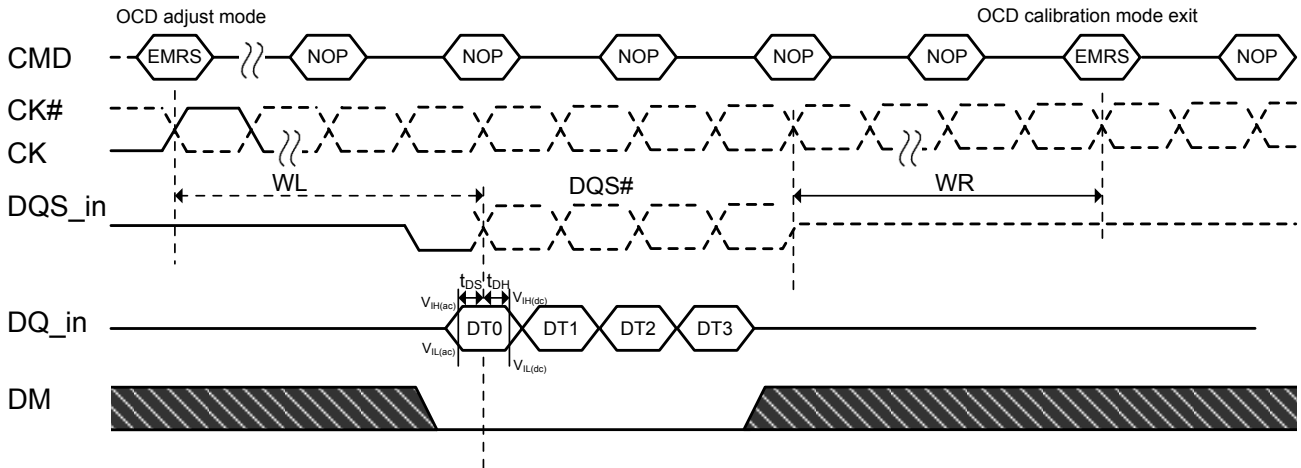 OCD adjust mode
OCD calibration mode exit
CMD
EMRS NOP NOP NOP NOP NOP EMRS NOP
CK#
CK
WL DQS# WR
DQS_in
tDS tDH
VIH(ac) VIH(dc)
DQ_in DT0 DT1 DT2 DT3
VIL(ac) VIL(dc)
DM